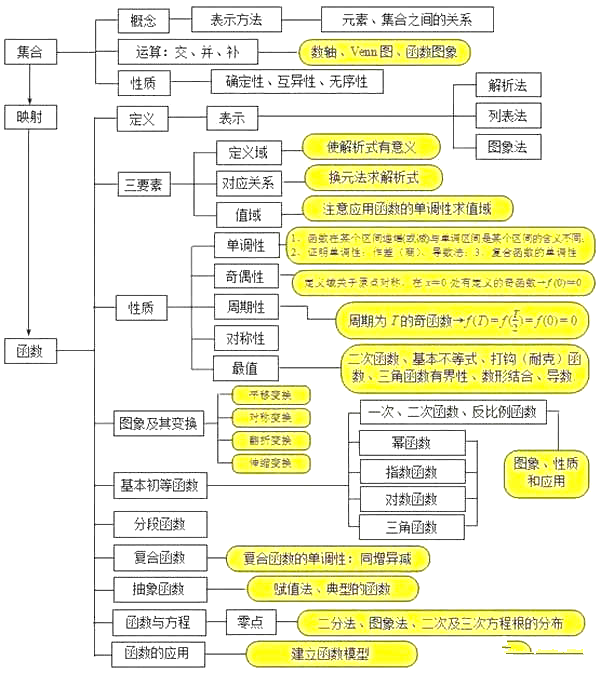 概念
表示方法
元素、集合之间的关系
集合
运算：交、并、补
数轴、Venn图、函数图象
性质
确定性、互异性、无序性
映射
定义
表示
解析法
列表法
图象法
三要素
定义域
使解析式有意义
对应关系
换元法求解析式
值域
注意应用函数的单调性求值域
函数
性质
单调性
1、函数在某个区间递增(或减)与单调区间是某个区间的含义不同;
2、证明单调性：作差（商）、导数法；3、复合函数的单调性
奇偶性
定义域关于原点对称，在x＝0处有定义的奇函数→f(0)＝0
周期性
周期为T的奇函数→f(T)＝f(T/2)＝f(0)＝0
对称性
最值
二次函数、基本不等式、打钩（耐克）函
数、三角函数有界性、数形结合、导数.
图象及其变换
平移变换
对称变换
翻折变换
伸缩变换
基本初等函数
一次、二次函数、反比例函数
幂函数
指数函数
对数函数
三角函数
图象、性质
和应用
分段函数
复合函数
复合函数的单调性：同增异减
抽象函数
赋值法、典型的函数
函数与方程
零点
二分法、图象法、二次及三次方程根的分布
函数的应用
建立函数模型